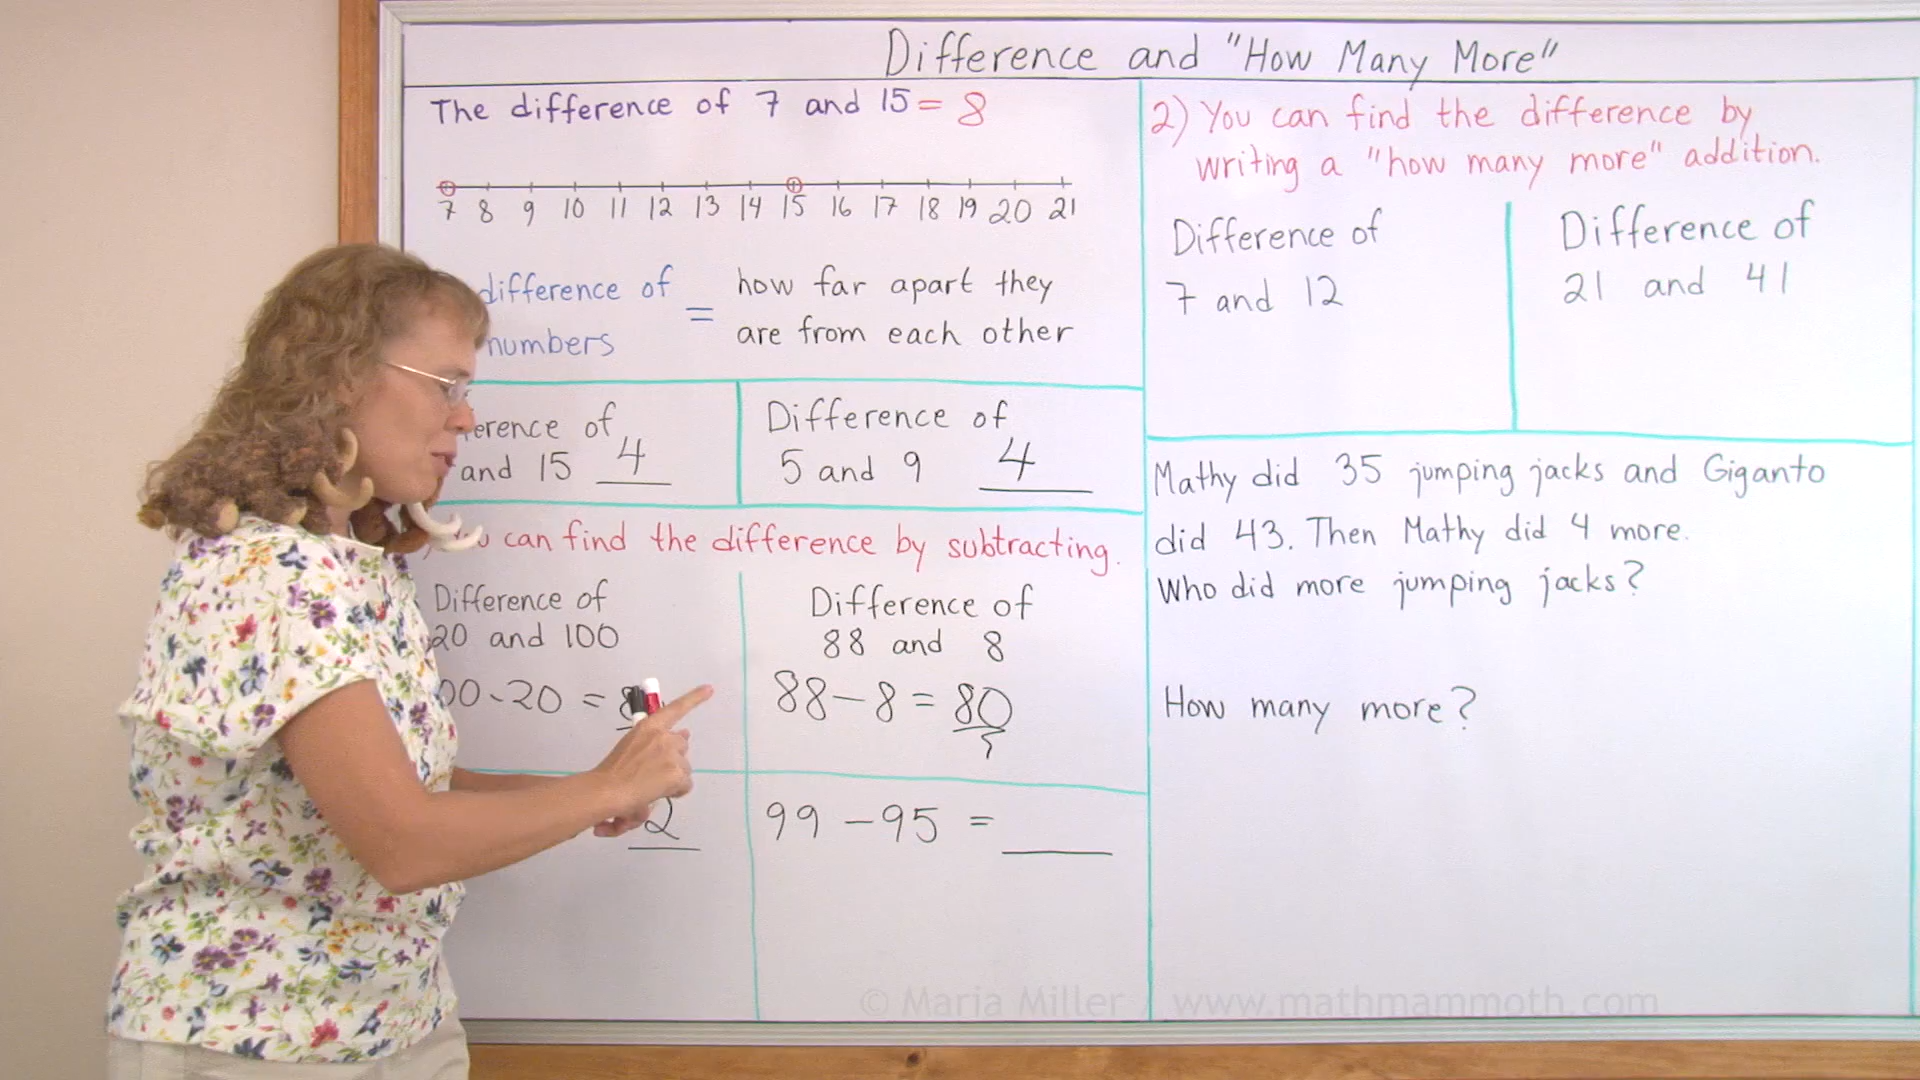 Difference and "How Many More"
The difference of 7 and 15 = 8
7 8 9 10 11 12 13 14 15 16 17 18 19 20 21
difference of
numbers
=
how far apart they
are from each other
erence of
and 15 4
Difference of
5 and 9 4
can find the difference by subtracting.
Difference of
20 and 100
00-20 =
Difference of
88 and 8
88-8 = 80
2
99-95 =
2) You can find the difference by
writing a "how many more" addition.
Difference of
7 and 12
Difference of
21 and 41
Mathy did 35 jumping jacks and Giganto
did 43. Then Mathy did 4 more.
Who did more jumping jacks?
How many more?
© Maria Miller / www.mathmammoth.com